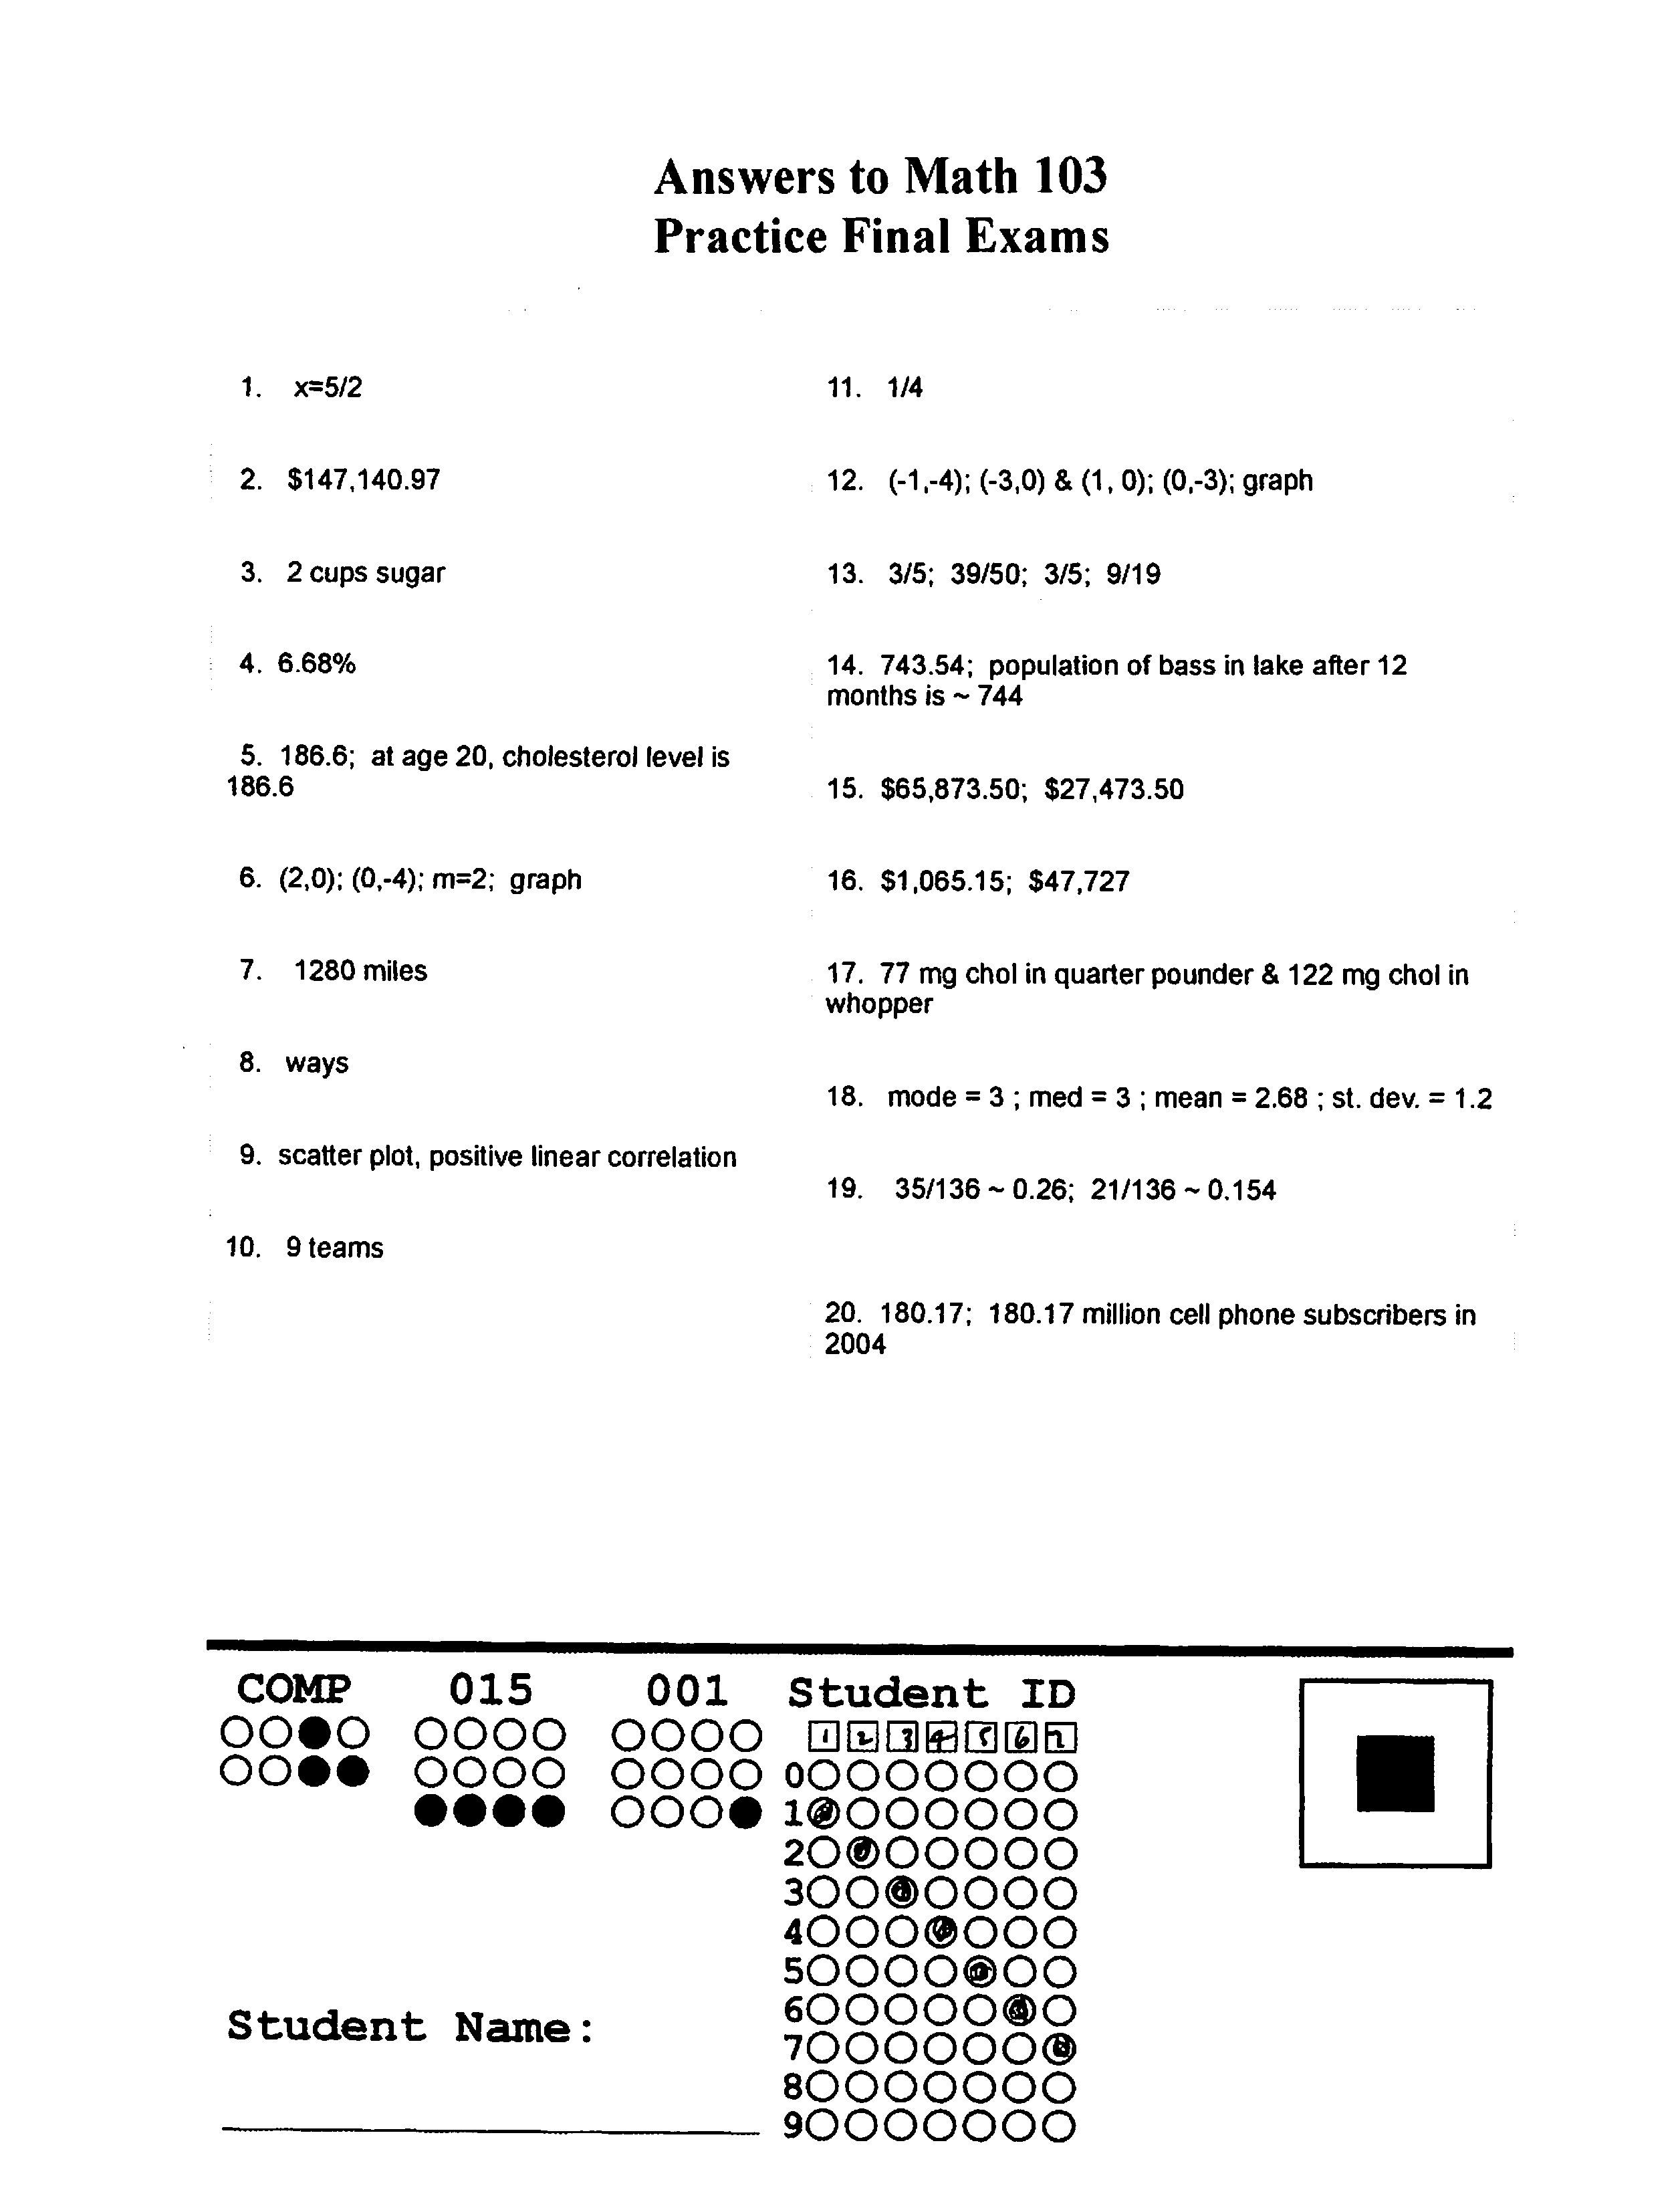 Answers to Math 103
Practice Final Exams
1. x=5/2
2. $147,140.97
3. 2 cups sugar
4. 6.68%
5. 186.6; at age 20, cholesterol level is
186.6
6. (2,0); (0,-4); m=2; graph
7. 1280 miles
8. ways
9. scatter plot, positive linear correlation
10. 9 teams
11. 1/4
12. (-1,-4); (-3,0) & (1, 0); (0,-3); graph
13. 3/5; 39/50; 3/5; 9/19
14. 743.54; population of bass in lake after 12
months is ~ 744
15. $65,873.50; $27,473.50
16. $1,065.15; $47,727
17. 77 mg chol in quarter pounder & 122 mg chol in
whopper
18. mode = 3 ; med = 3 ; mean = 2.68 ; st. dev. = 1.2
19. 35/136 ~ 0.26; 21/136 ~ 0.154
20. 180.17; 180.17 million cell phone subscribers in
2004
COMP 015 001 Student ID
1 2 3 4 5 6 7
0
1
2
3
4
5
6
Student Name:
7
8
9